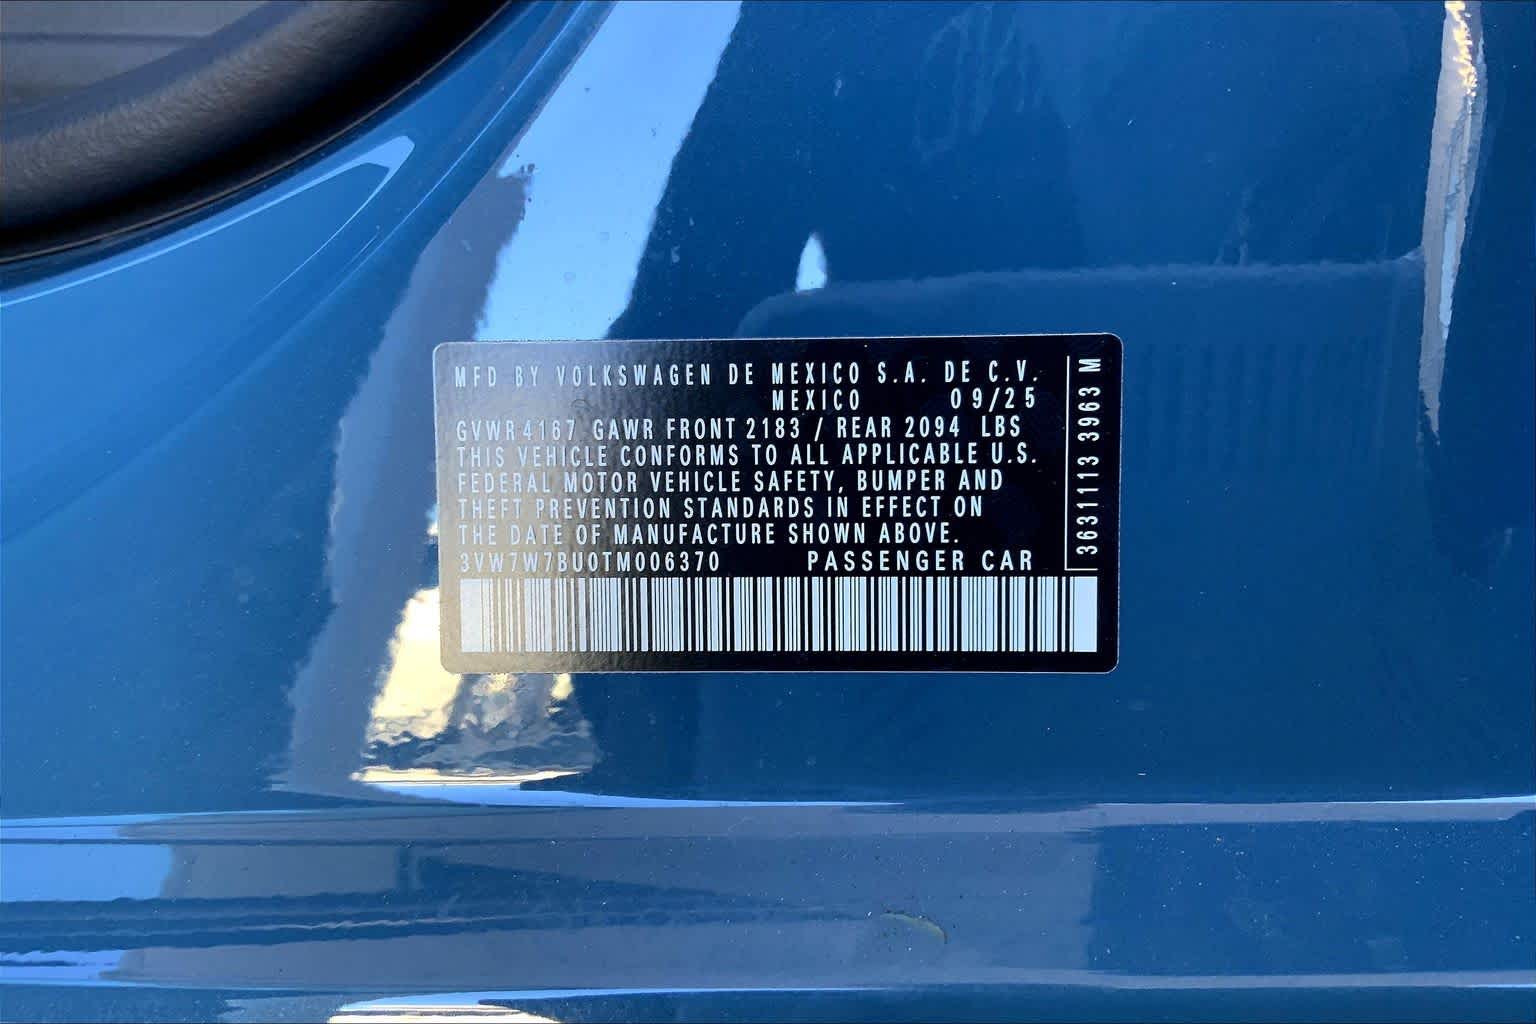 MFD BY VOLKSWAGEN DE MEXICO S.A. DE C.V.
MEXICO 09/25
GVWR 4167 GAWR FRONT 2183 / REAR 2094 LBS
THIS VEHICLE CONFORMS TO ALL APPLICABLE U.S.
FEDERAL MOTOR VEHICLE SAFETY, BUMPER AND
THEFT PREVENTION STANDARDS IN EFFECT ON
THE DATE OF MANUFACTURE SHOWN ABOVE.
3VW7W7BU0TM006370 PASSENGER CAR
3631113 3963 M